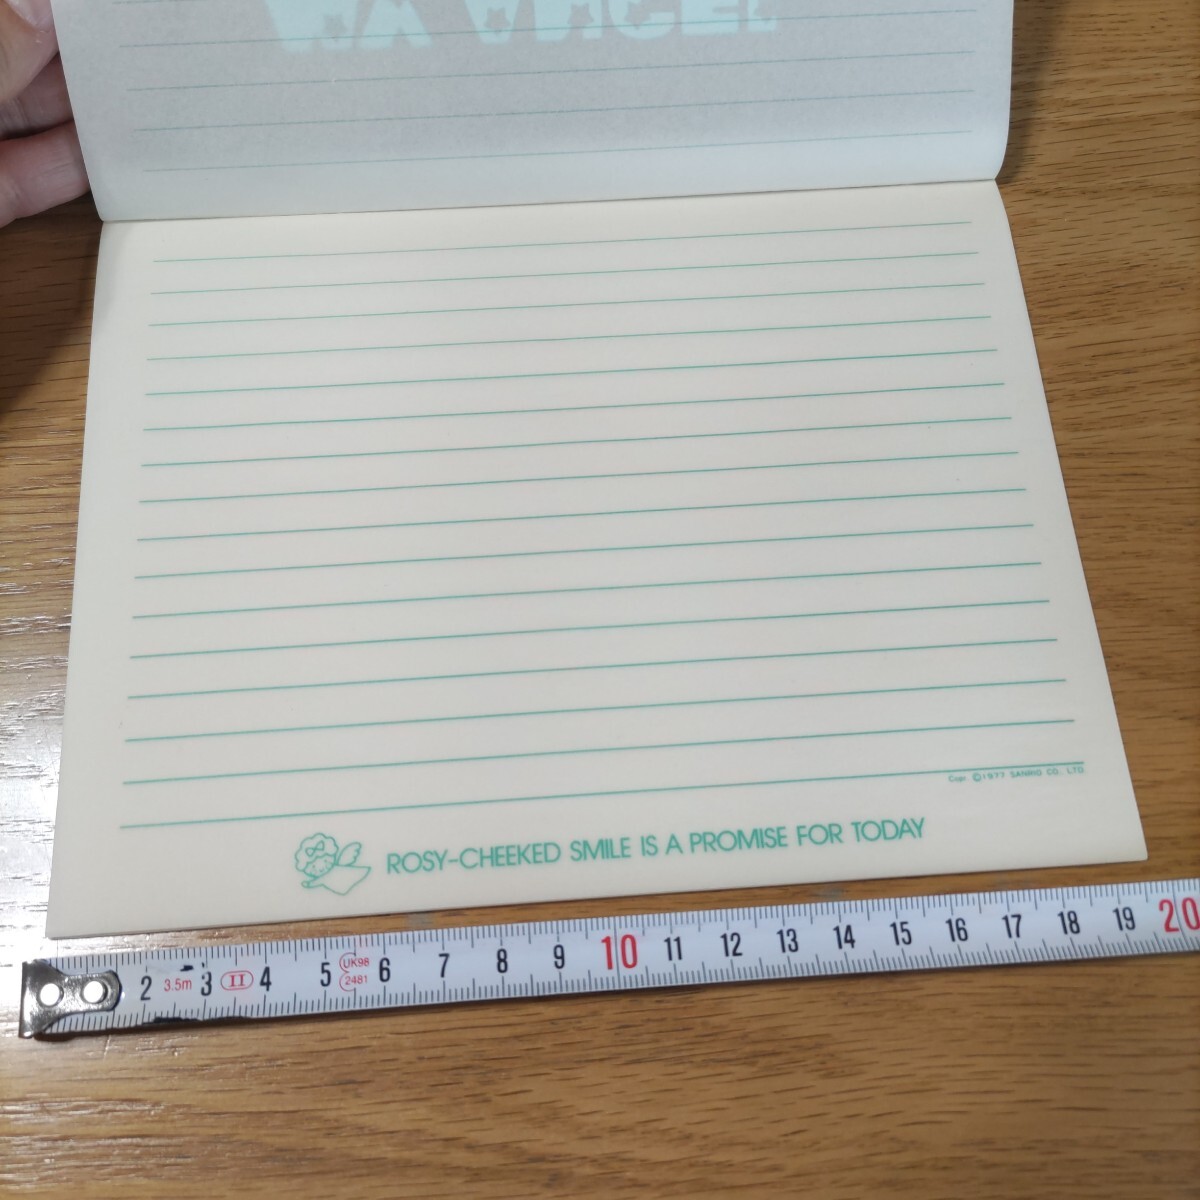 Copr. ©1977 SANRIO CO., LTD.
ROSY-CHEEKED SMILE IS A PROMISE FOR TODAY
2 3.5m 3 II 4 5 UK98 2481 6 7 8 9 10 11 12 13 14 15 16 17 18 19 20